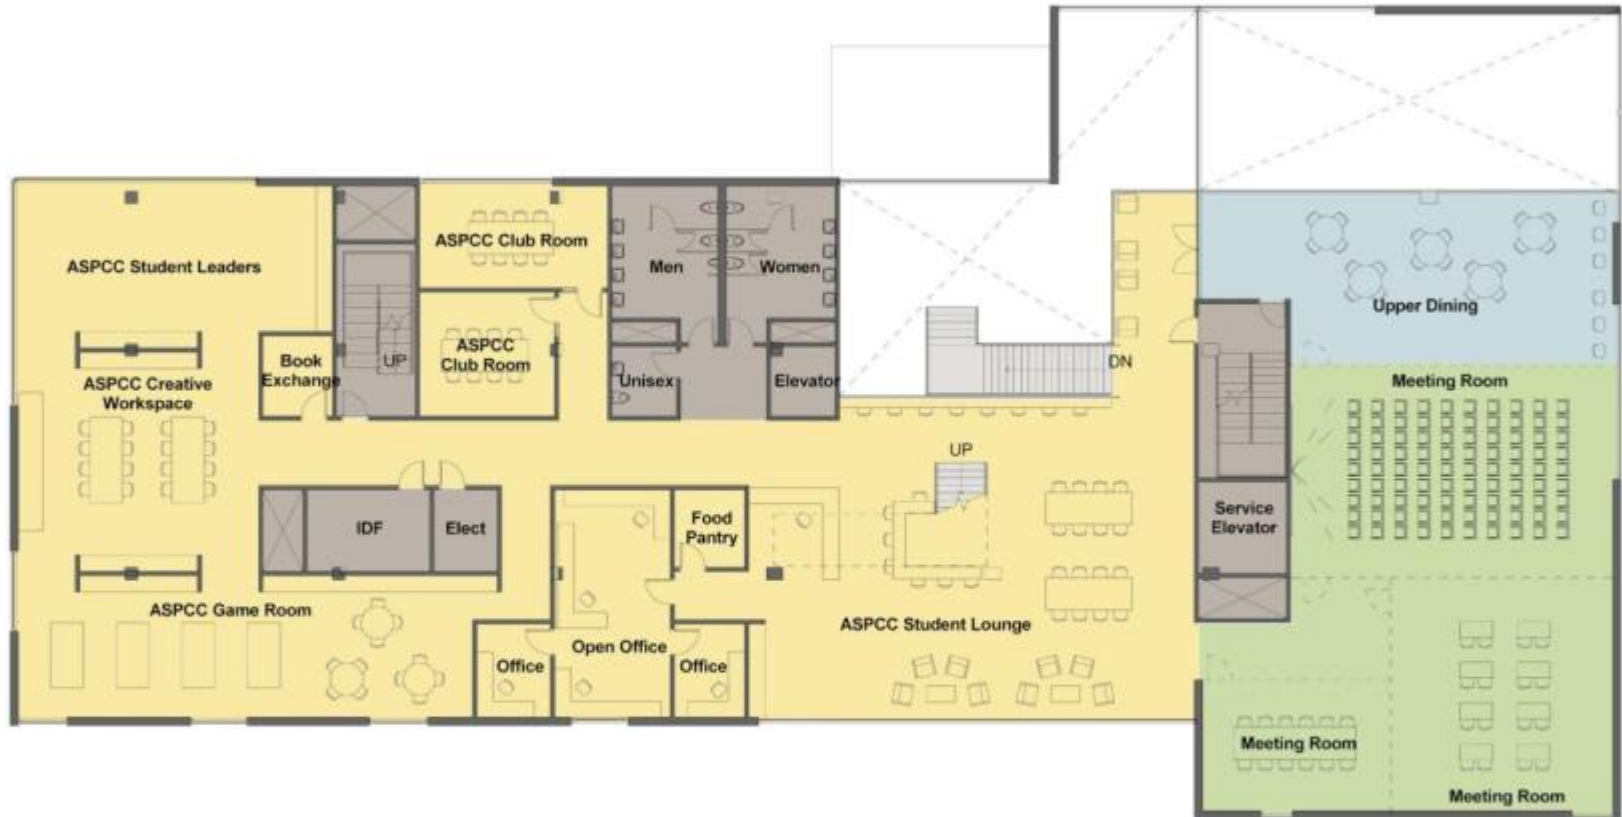 ASPCC Student Leaders
ASPCC Club Room
Men
Women
Upper Dining
UP
DN
Book
Exchange
ASPCC
Club Room
Unisex
Elevator
Meeting Room
ASPCC Creative
Workspace
UP
IDF
Elect
Food
Pantry
Service
Elevator
ASPCC Game Room
ASPCC Student Lounge
Office
Open Office
Office
Meeting Room
Meeting Room